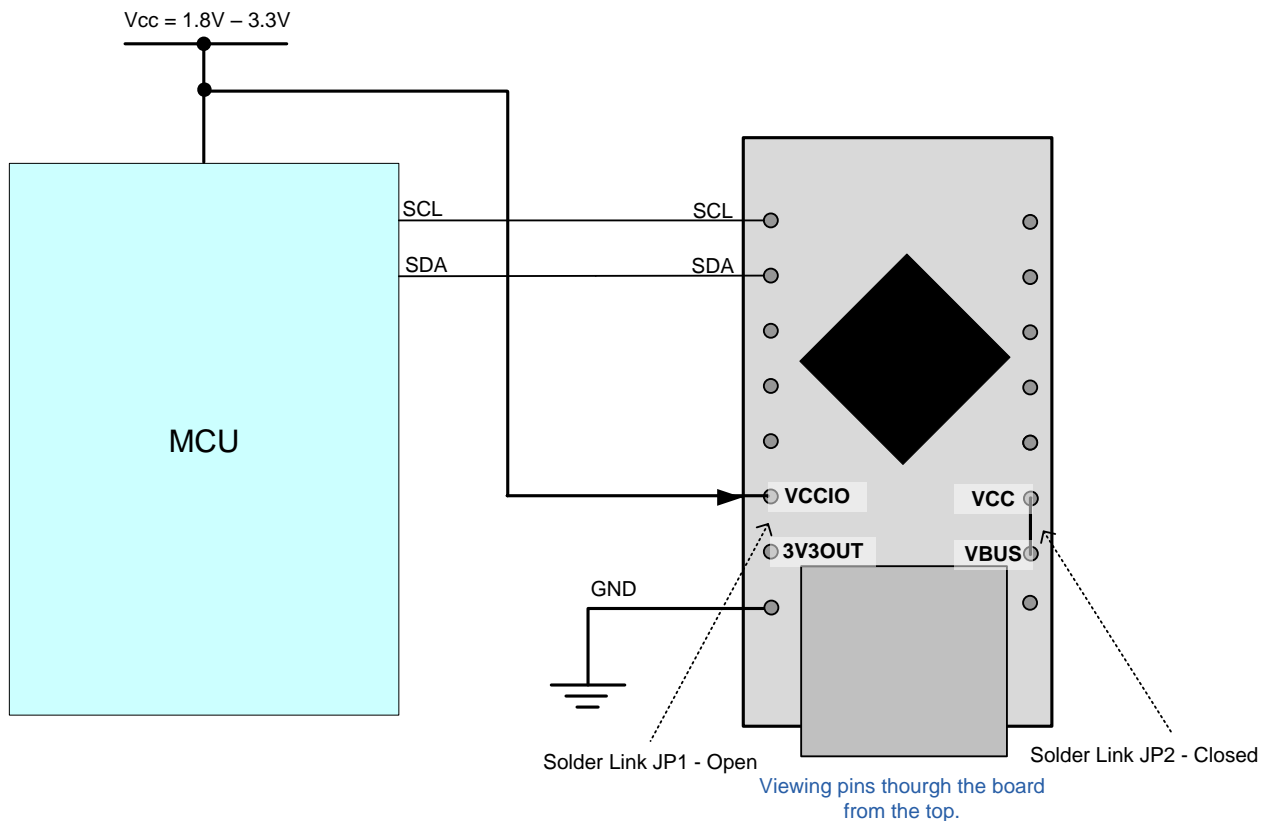 Vcc = 1.8V – 3.3V
SCL
SCL
SDA
SDA
MCU
VCCIO
VCC
3V3OUT
VBUS
GND
Solder Link JP1 - Open
Solder Link JP2 - Closed
Viewing pins thourgh the board
from the top.